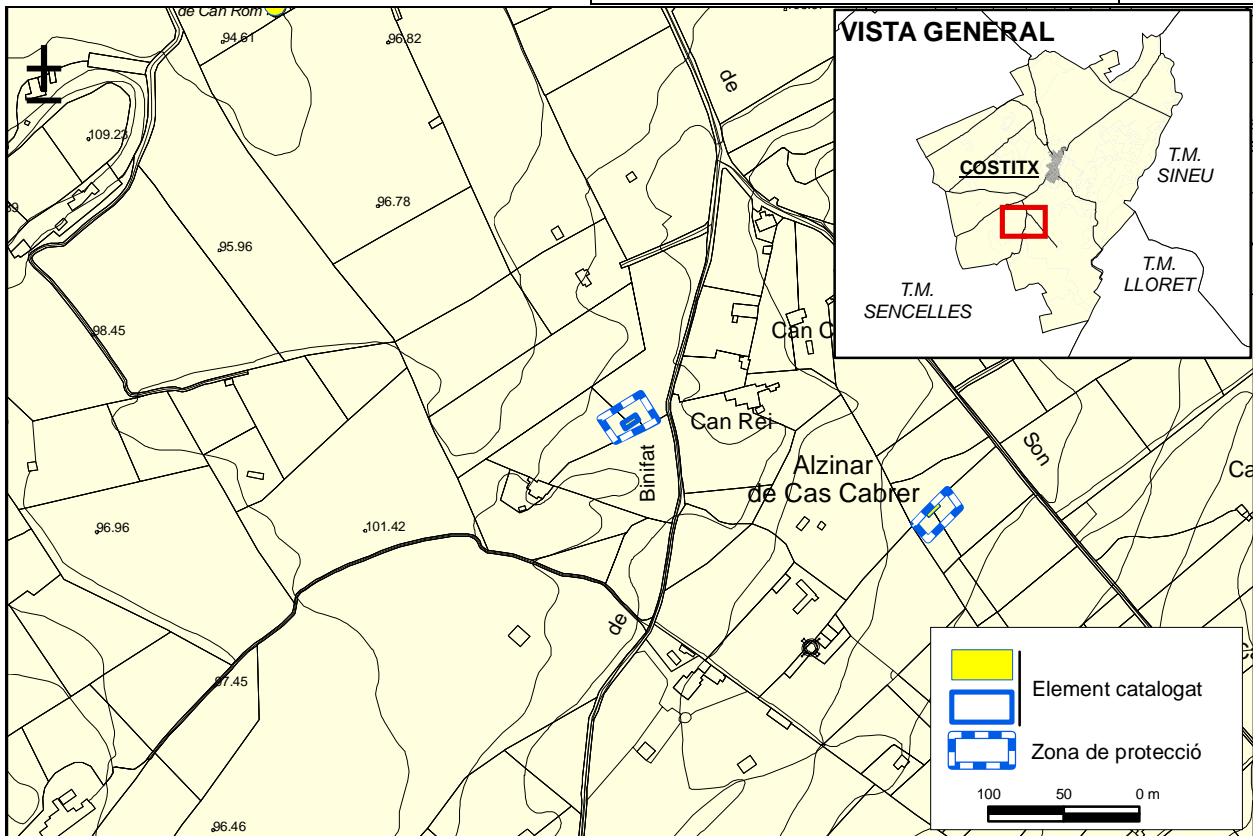 de Can Rom
94.61
96.82
109.23
96.78
95.96
98.45
de
Can C
Can Rei
Binifat
Alzinar
de Cas Cabrer
Son
Ca
96.96
101.42
de
97.45
96.46
VISTA GENERAL
COSTITX
T.M.
SINEU
T.M.
LLORET
T.M.
SENCELLES
Element catalogat
Zona de protecció
100 50 0 m